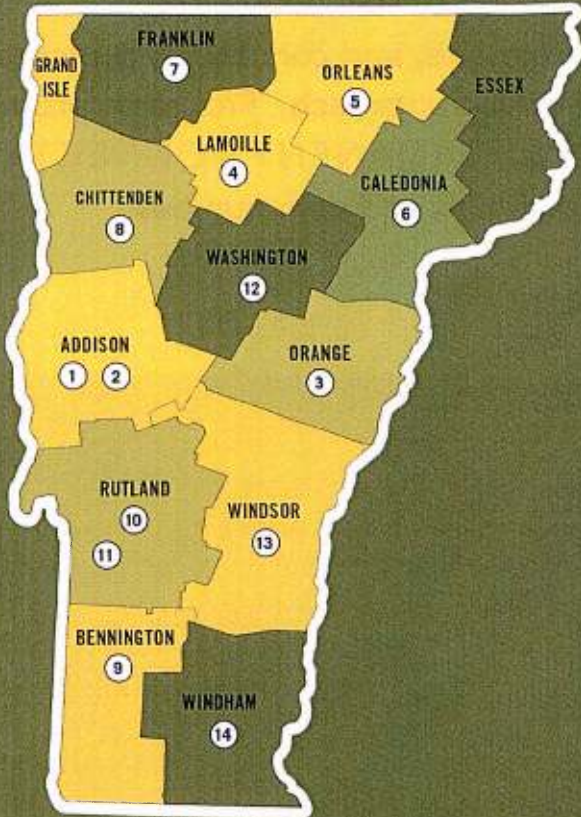 FRANKLIN
7
GRAND
ISLE
ORLEANS
5
ESSEX
LAMOILLE
4
CALEDONIA
6
CHITTENDEN
8
WASHINGTON
12
ADDISON
1 2
ORANGE
3
RUTLAND
10
11
WINDSOR
13
BENNINGTON
9
WINDHAM
14